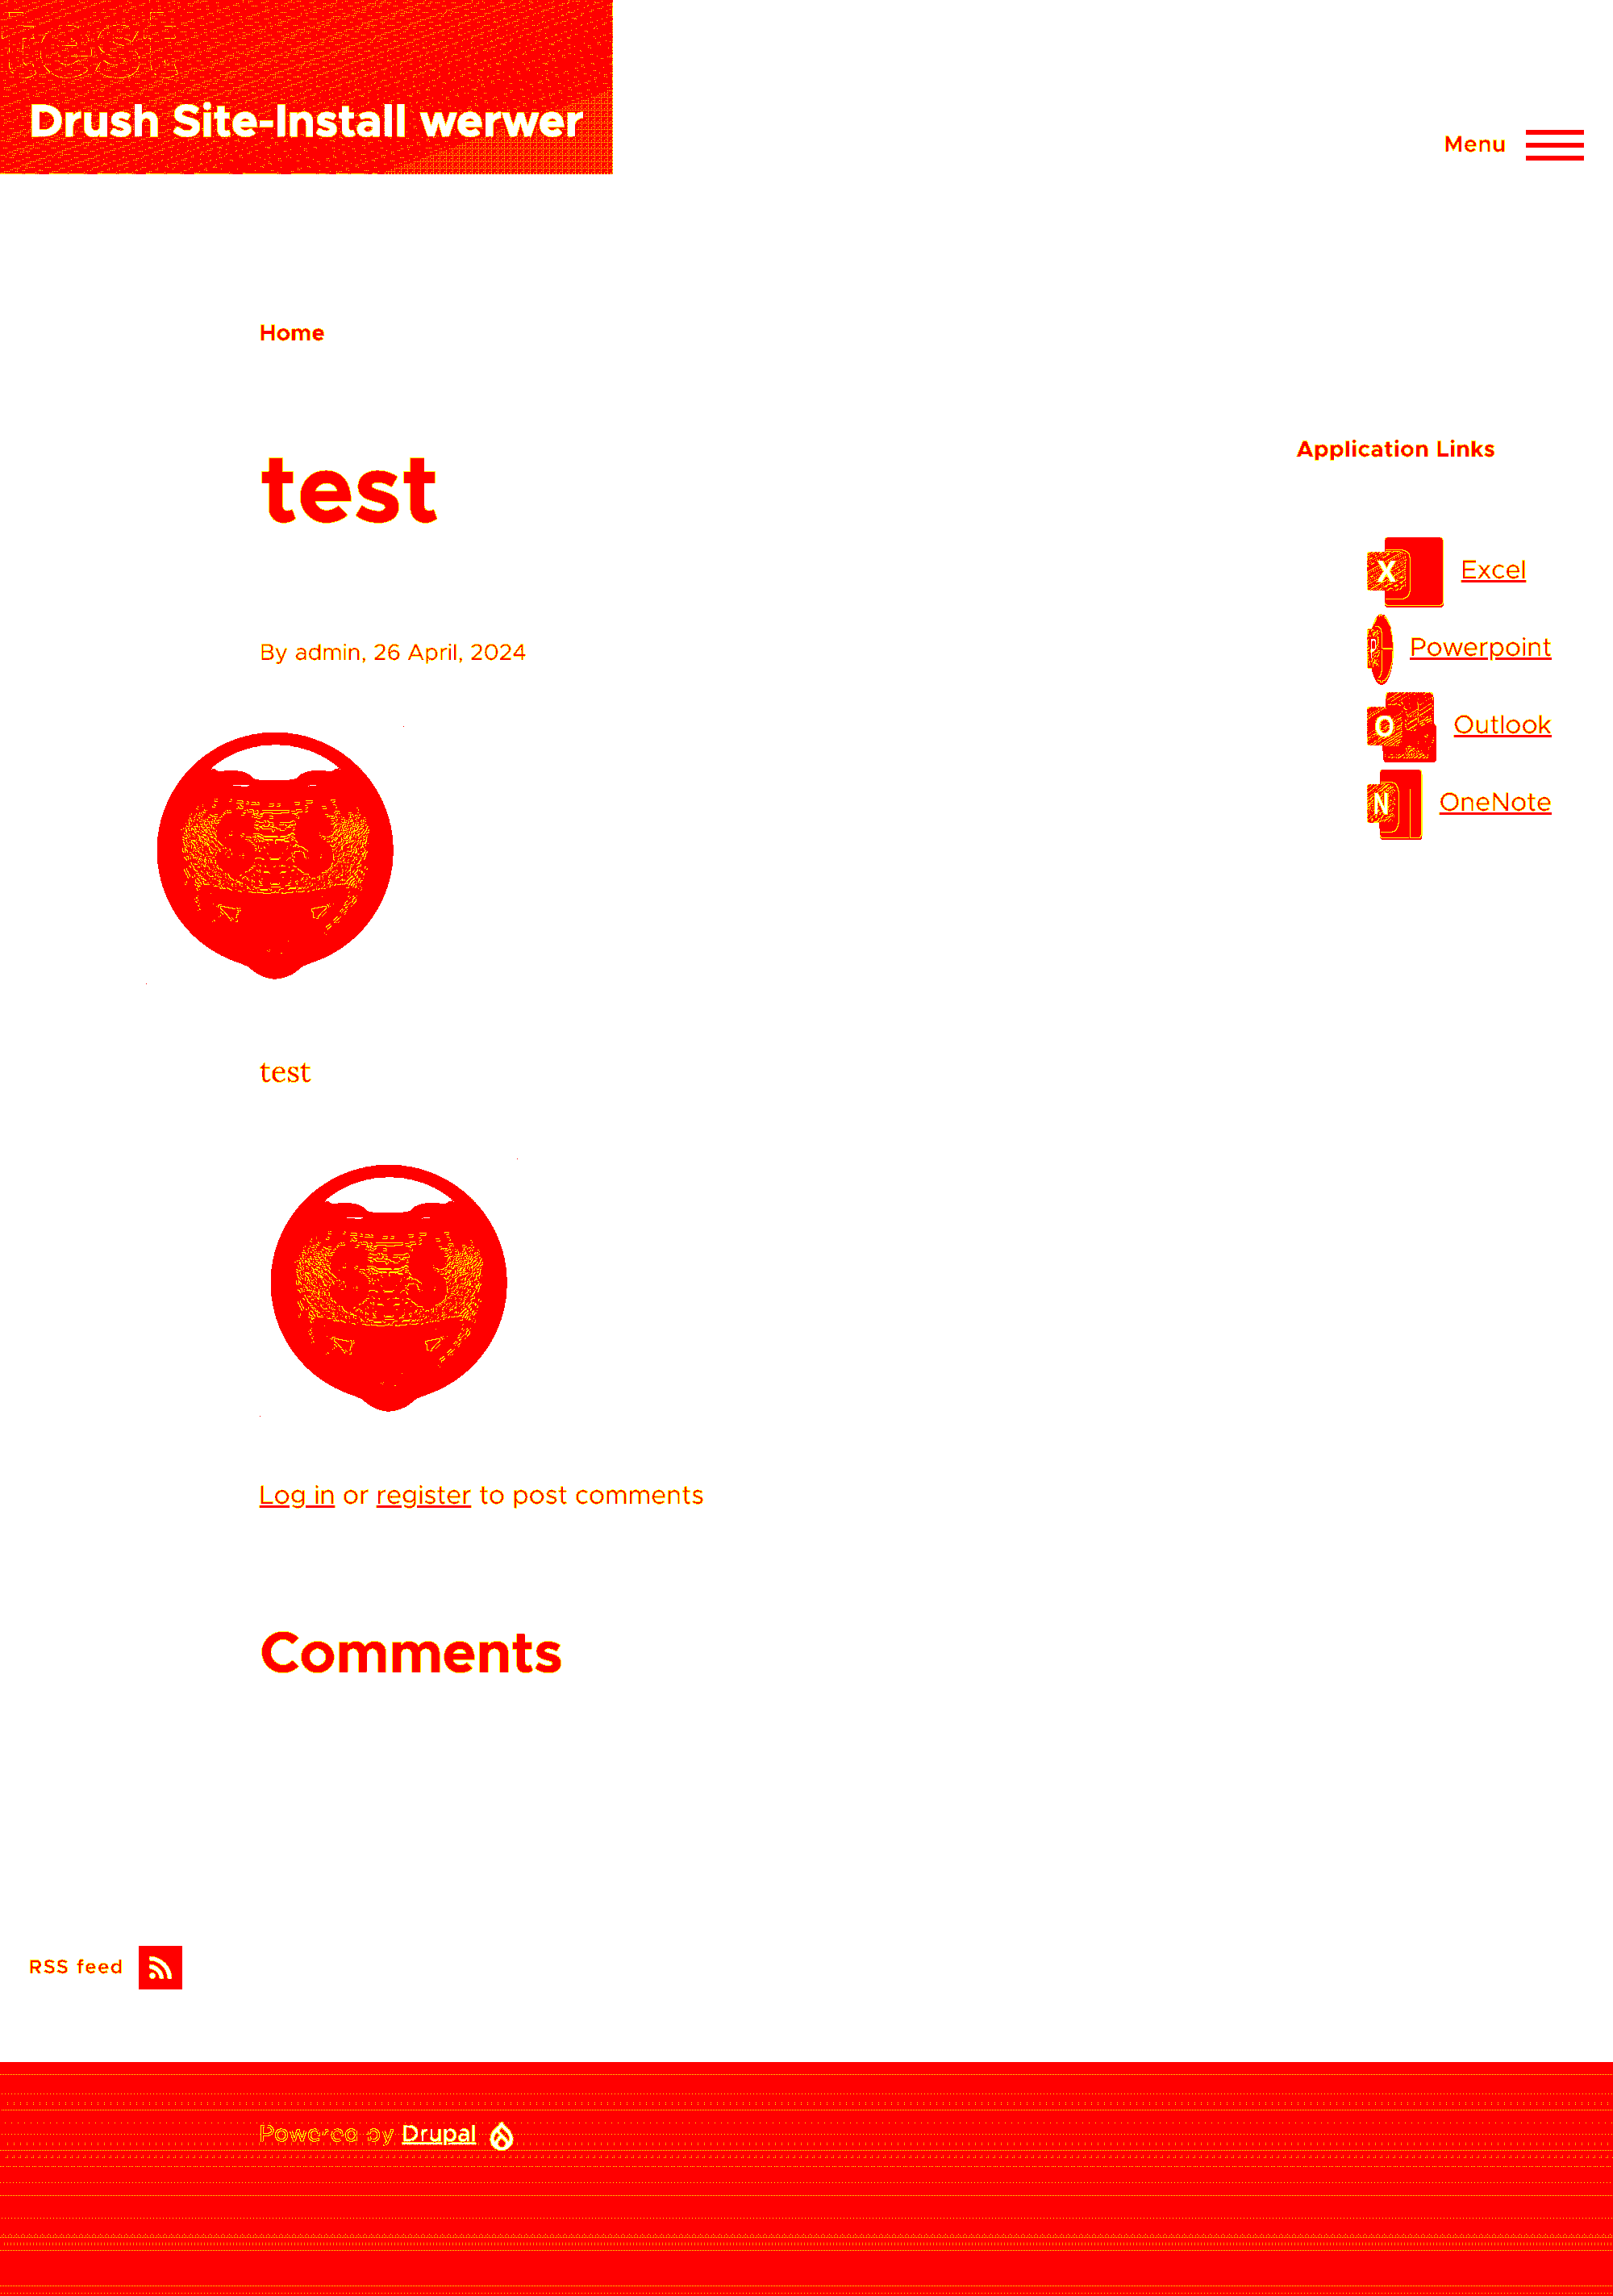 test
Drush Site-Install werwer
Menu
Home
test
Application Links
X Excel
By admin, 26 April, 2024
P Powerpoint
O Outlook
N OneNote
test
Log in or register to post comments
Comments
RSS feed
Powered by Drupal